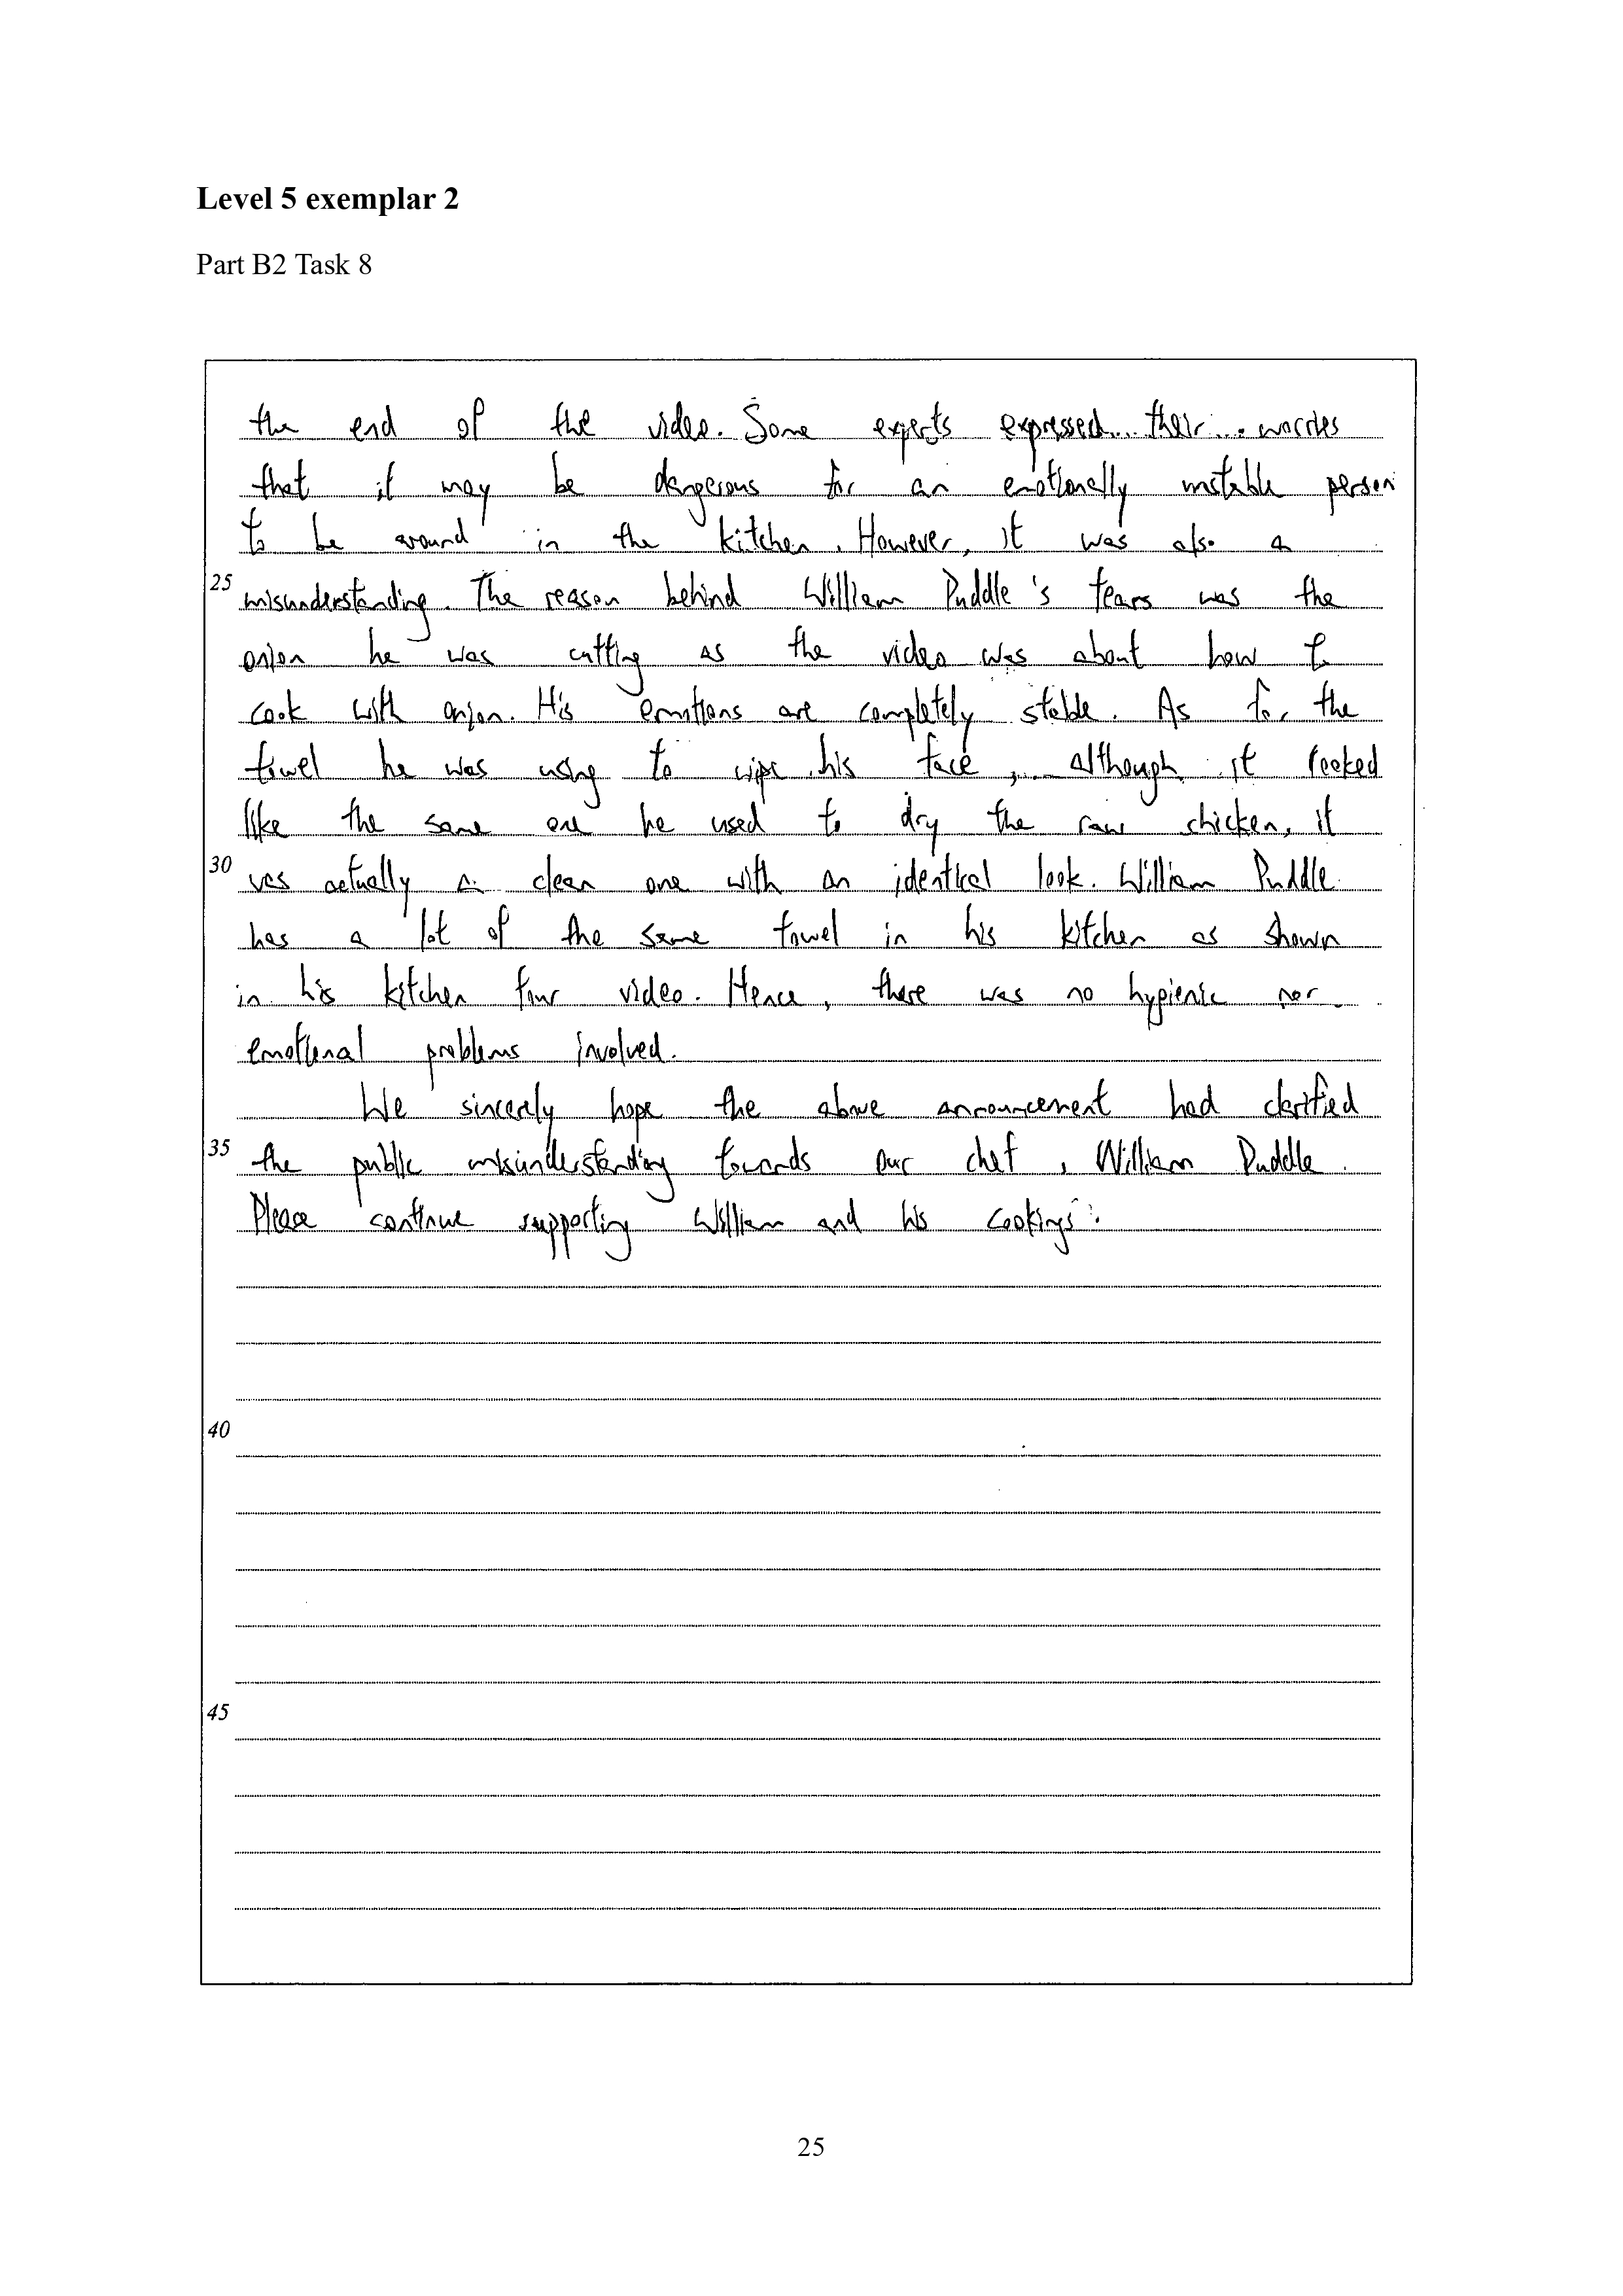 Level 5 exemplar 2
Part B2 Task 8
the end of the video. Some experts expressed their worries
that it may be dangerous for an emotionally unstable person
to be around in the kitchen. However, it was also a
25 misunderstanding. The reason behind William Puddle's tears was the
onion he was cutting as the video was about how to
cook with onion. His emotions are completely stable. As for the
towel he was using to wipe his face, although it looked
like the same one he used to dry the raw chicken, it
30 was actually a clean one with an identical look. William Puddle
has a lot of the same towel in his kitchen as shown
in his kitchen tour video. Hence, there was no hygienic nor
emotional problems involved.
We sincerely hope the above announcement had clarified
35 the public misunderstanding towards our chef, William Puddle.
Please continue supporting William and his cookings.
40
45
25